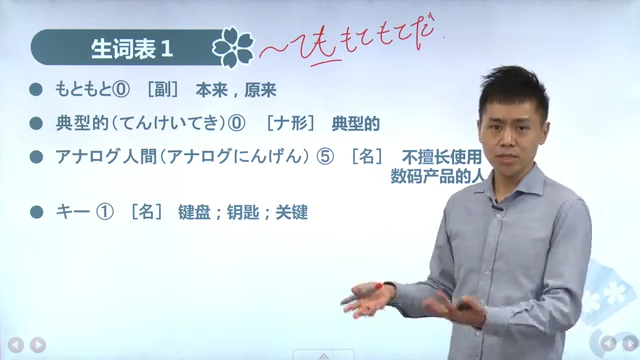 生词表1
～ても もてもてだ
もともと⓪ [副] 本来，原来
典型的(てんけいてき)⓪ [ナ形] 典型的
アナログ人間(アナログにんげん)⑤ [名] 不擅长使用
数码产品的人
キー① [名] 键盘；钥匙；关键